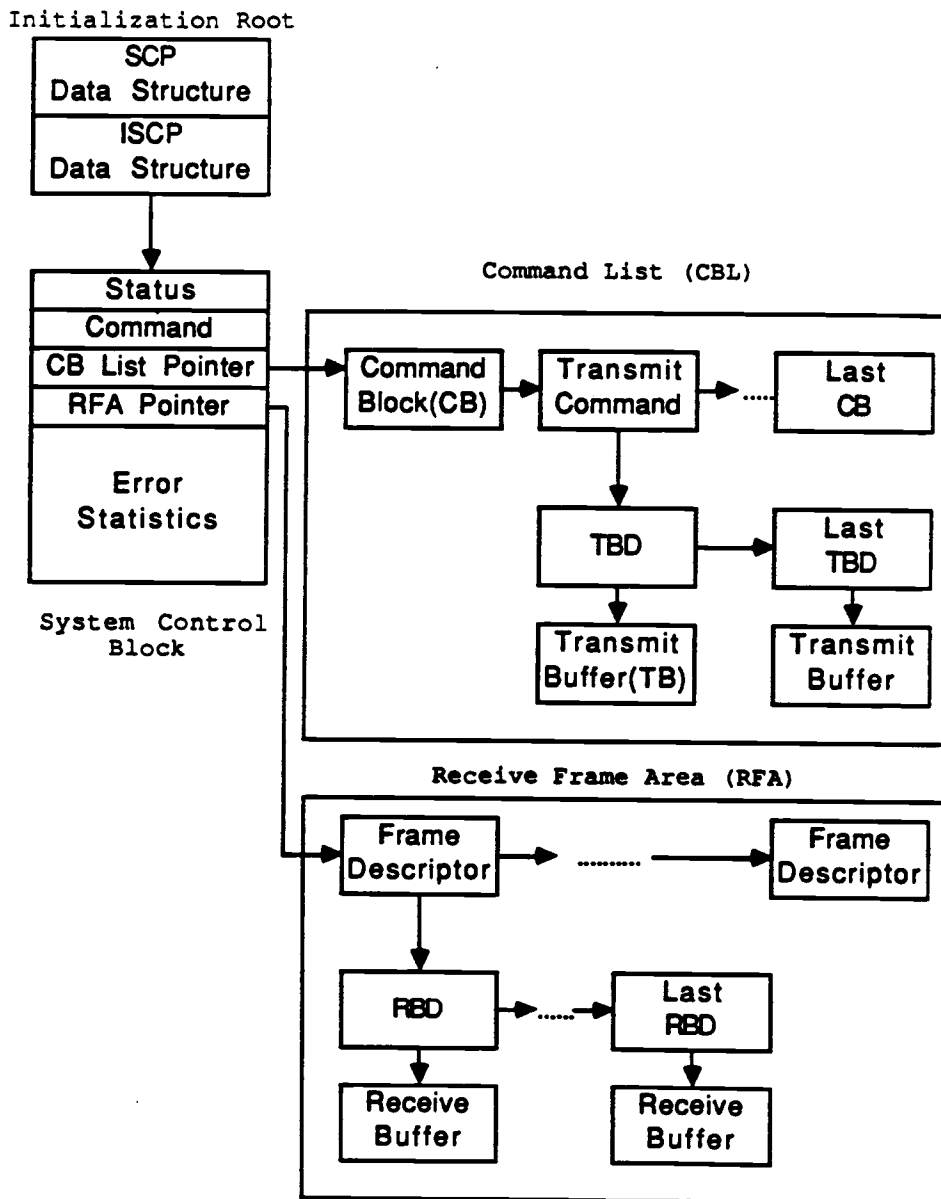 Initialization Root
SCP
Data Structure
ISCP
Data Structure
Status
Command
CB List Pointer
RFA Pointer
Error
Statistics
System Control
Block
Command List (CBL)
Command
Block(CB)
Transmit
Command
......
Last
CB
TBD
Last
TBD
Transmit
Buffer(TB)
Transmit
Buffer
Receive Frame Area (RFA)
Frame
Descriptor
..........
Frame
Descriptor
RBD
......
Last
RBD
Receive
Buffer
Receive
Buffer